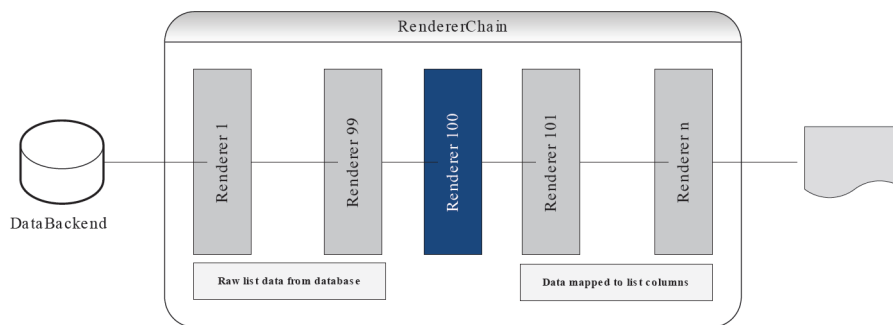 RendererChain
Renderer 1
Renderer 99
Renderer 100
Renderer 101
Renderer n
DataBackend
Raw list data from database
Data mapped to list columns